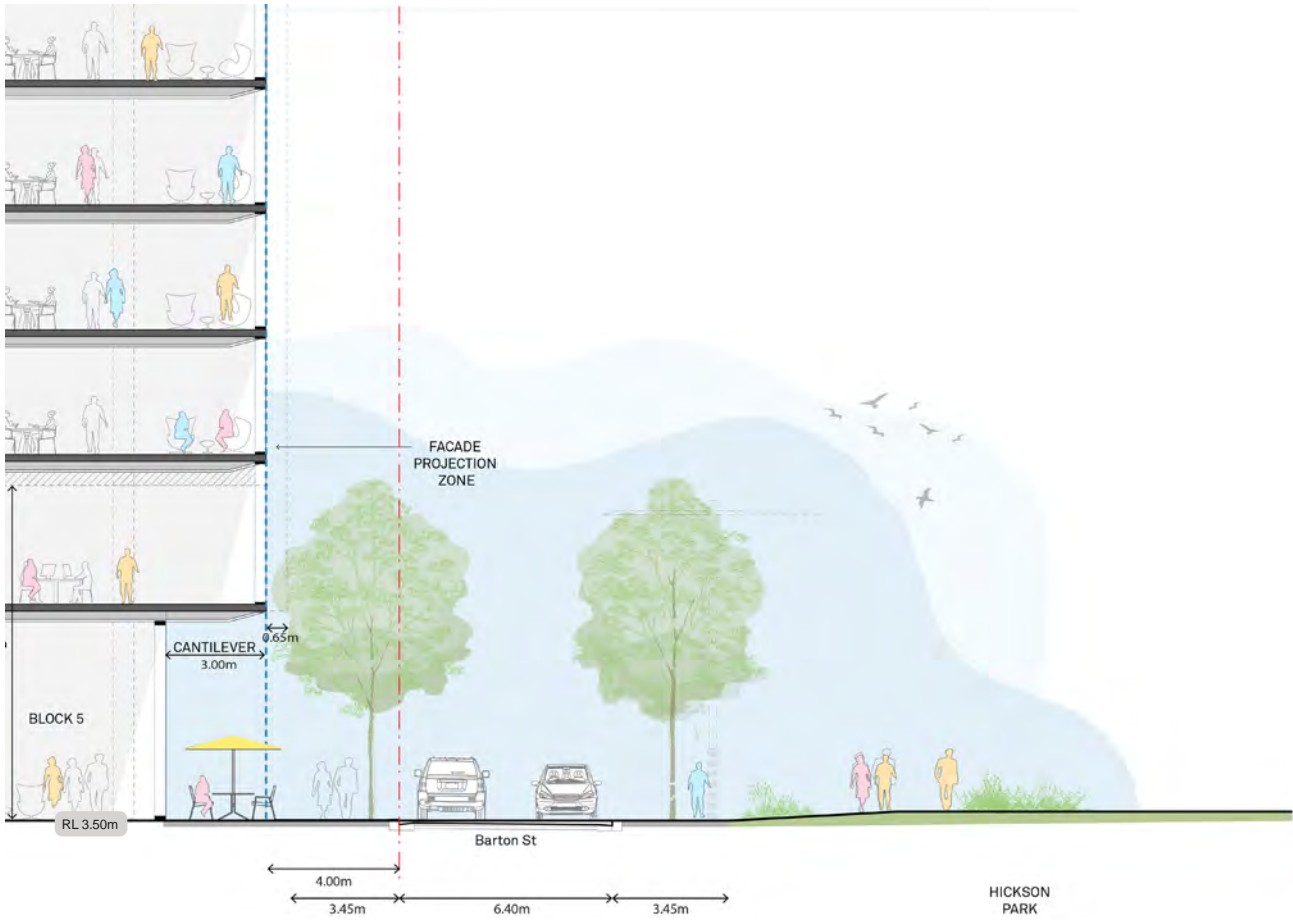 FACADE
PROJECTION
ZONE
0.65m
CANTILEVER
3.00m
BLOCK 5
RL 3.50m
Barton St
4.00m
3.45m
6.40m
3.45m
HICKSON
PARK